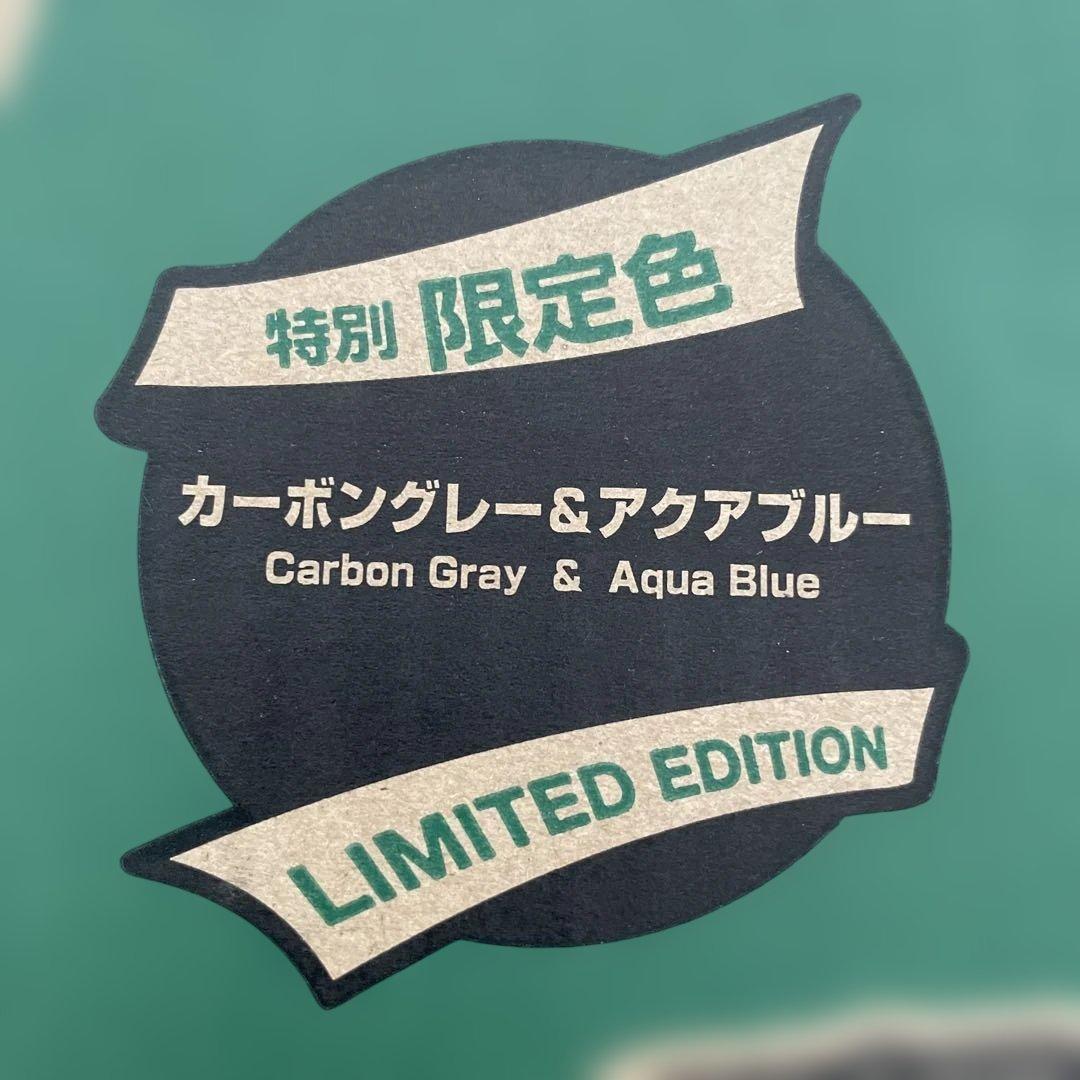 特別 限定色
カーボングレー&アクアブルー
Carbon Gray & Aqua Blue
LIMITED EDITION